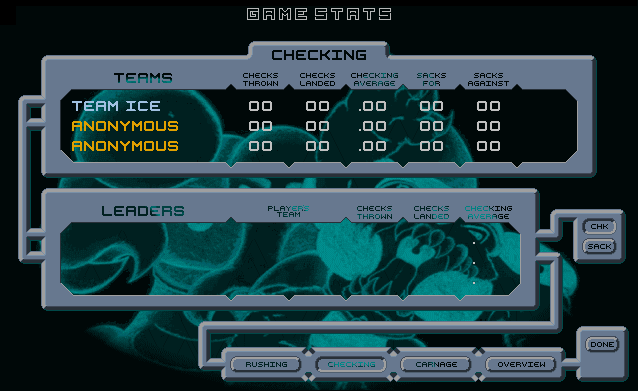 GAME STATS
CHECKING
TEAMS CHECKS THROWN CHECKS LANDED CHECKING AVERAGE SACKS FOR SACKS AGAINST
TEAM ICE 00 00 .00 00 00
ANONYMOUS 00 00 .00 00 00
ANONYMOUS 00 00 .00 00 00
LEADERS PLAYERS TEAM CHECKS THROWN CHECKS LANDED CHECKING AVERAGE
CHK
SACK
DONE
RUSHING CHECKING CARNAGE OVERVIEW